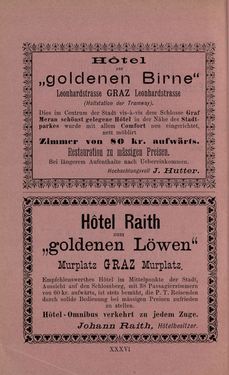 Hôtel
zur
„goldenen Birne“
Leonhardstrasse GRAZ Leonhardstrasse
(Haltstation der Tramway).
Dies im Centrum der Stadt vis-à-vis dem Schlosse Graf
Meran schönst gelegene Hôtel in der Nähe des Stadt-
parkes wurde mit allem Comfort neu eingerichtet,
nett möblirt
Zimmer von 80 kr. aufwärts.
Restauration zu mässigen Preisen.
Bei längerem Aufenthalte nach Uebereinkommen.
Hochachtungsvoll J. Hutter.
Hôtel Raith
zum
„goldenen Löwen“
Murplatz GRAZ Murplatz.
Empfehlenswerthes Hôtel im Mittelpunkte der Stadt,
Aussicht auf den Schlossberg, mit 38 Passagierzimmern
von 60 kr. aufwärts, ist stets bemüht, die P. T. Reisenden
durch solide Bedienung bei mässigen Preisen zufrieden
zu stellen.
Hôtel-Omnibus verkehrt zu jedem Zuge.
Johann Raith, Hôtelbesitzer.
XXXVI